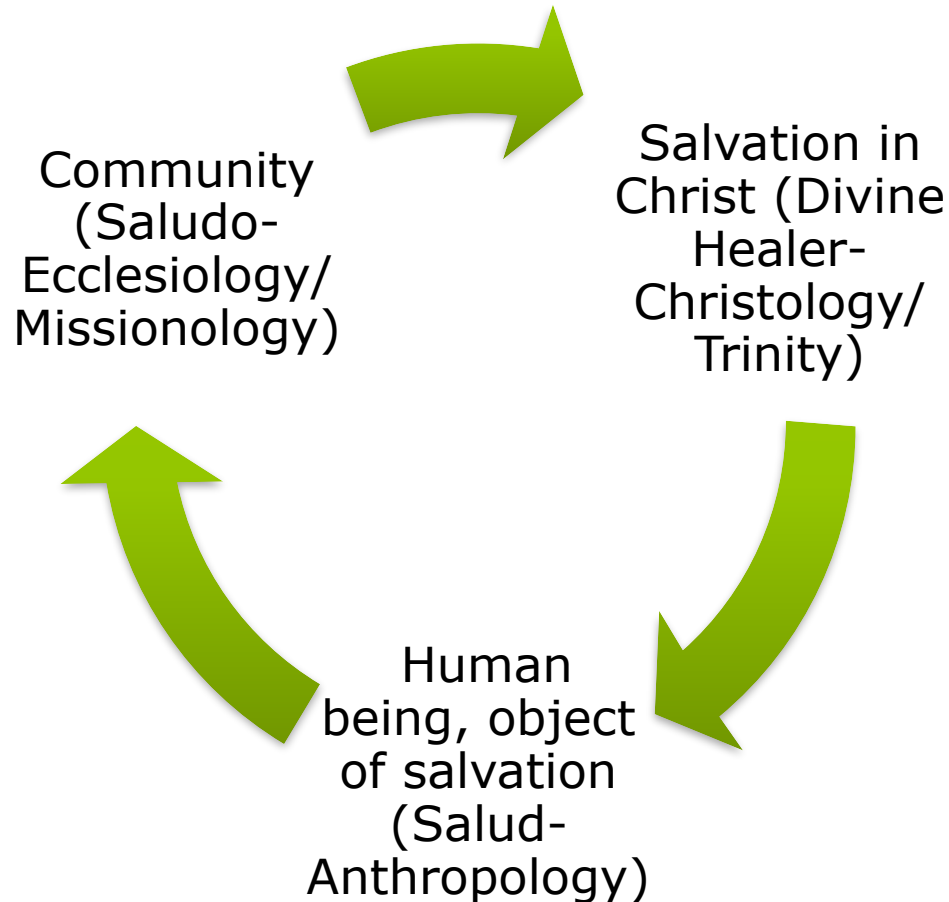 Community
(Saludo-
Ecclesiology/
Missionology)
Salvation in
Christ (Divine
Healer-
Christology/
Trinity)
Human
being, object
of salvation
(Salud-
Anthropology)